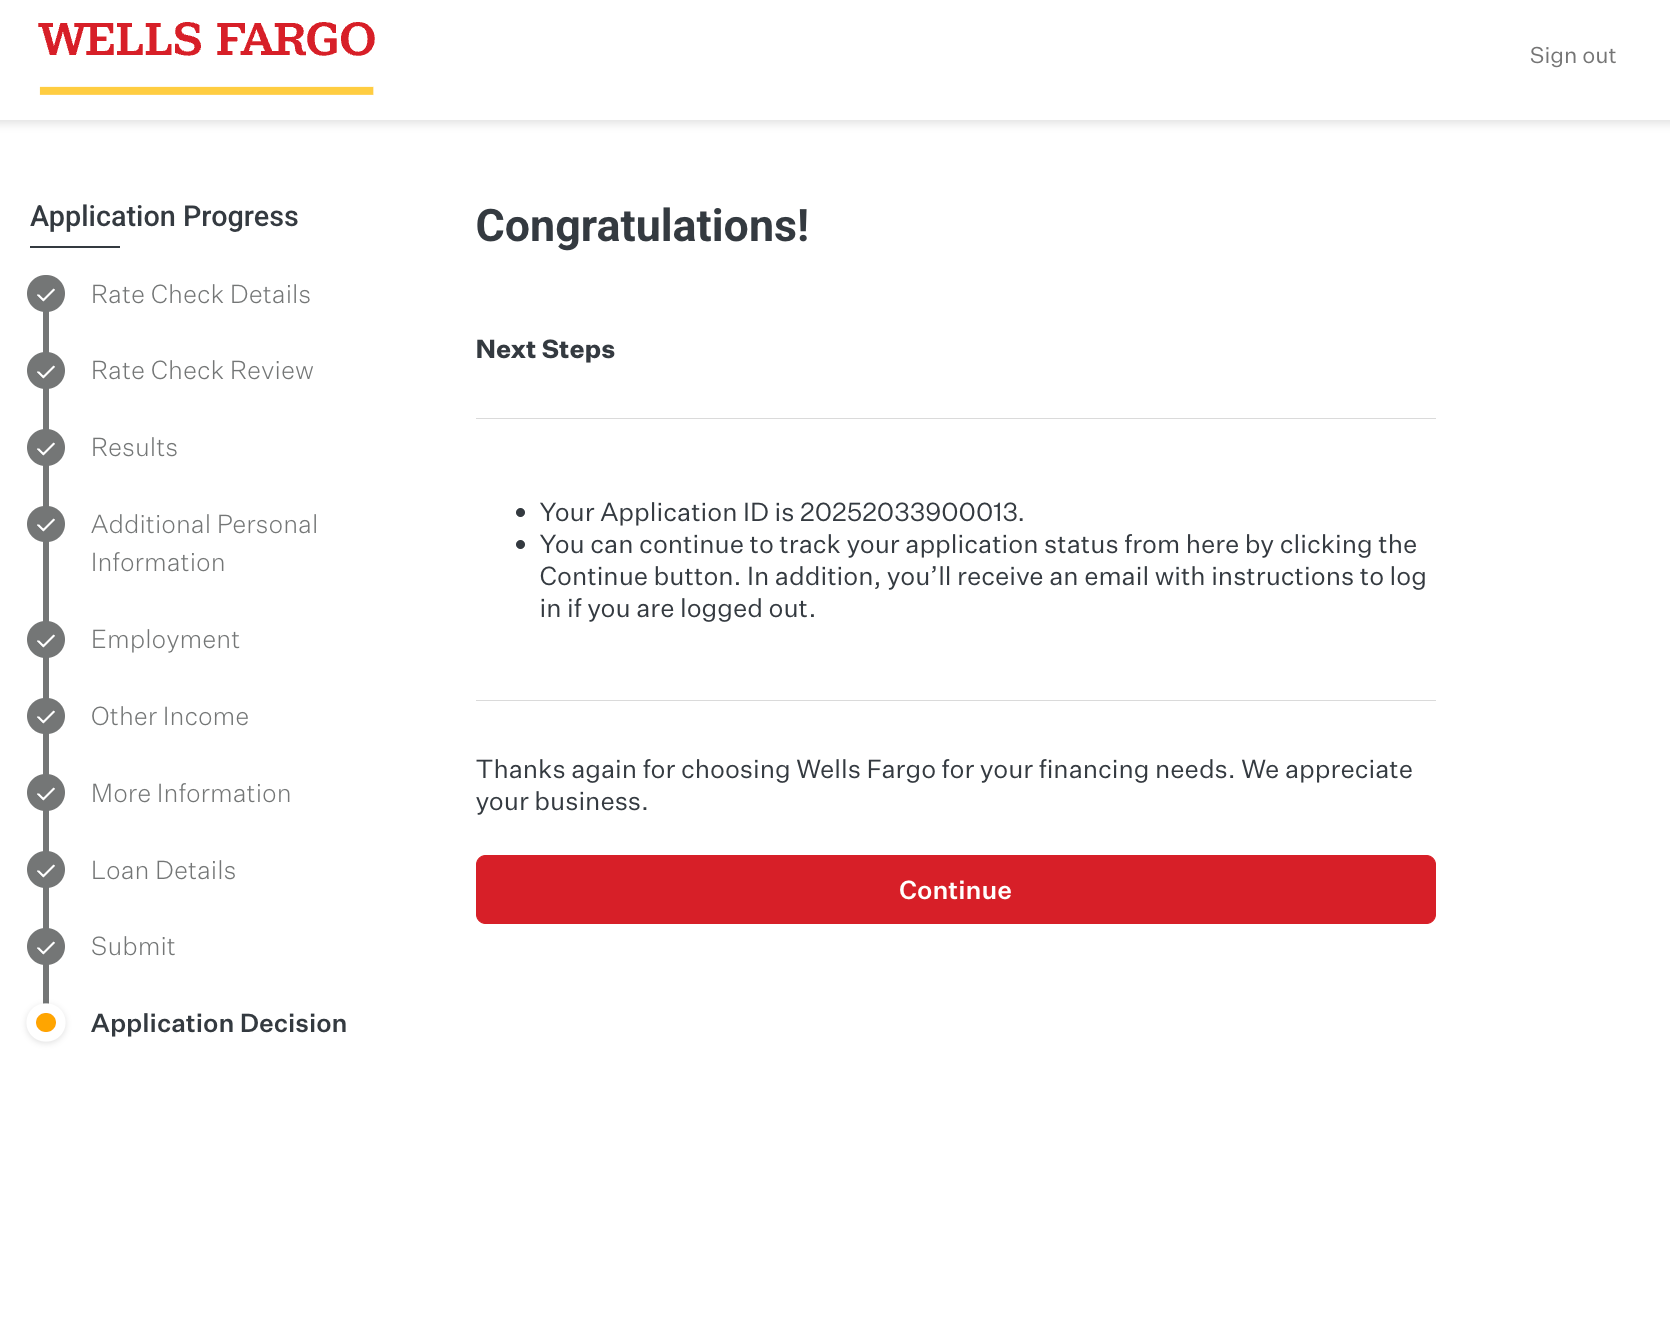 WELLS FARGO
Sign out
Application Progress
Rate Check Details
Rate Check Review
Results
Additional Personal
Information
Employment
Other Income
More Information
Loan Details
Submit
Application Decision
Congratulations!
Next Steps
• Your Application ID is 20252033900013.
• You can continue to track your application status from here by clicking the
Continue button. In addition, you’ll receive an email with instructions to log
in if you are logged out.
Thanks again for choosing Wells Fargo for your financing needs. We appreciate
your business.
Continue